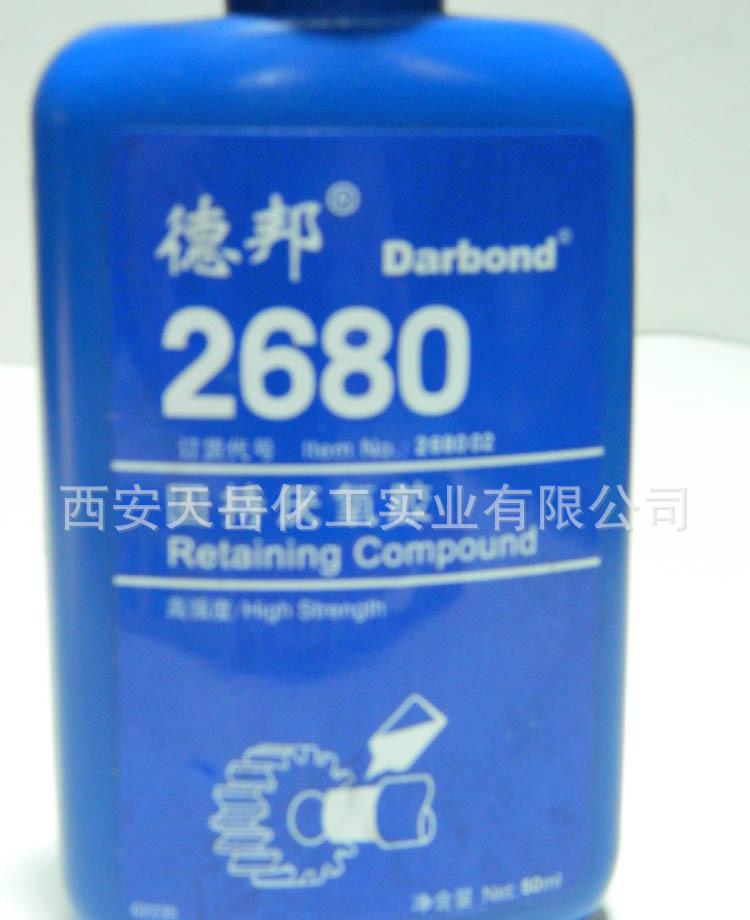 德邦© Darbond©
2680
订货代号 Item No.: 268002
西安天岳化工实业有限公司
Retaining Compound
高强度/High Strength
净含量 Net: 50ml